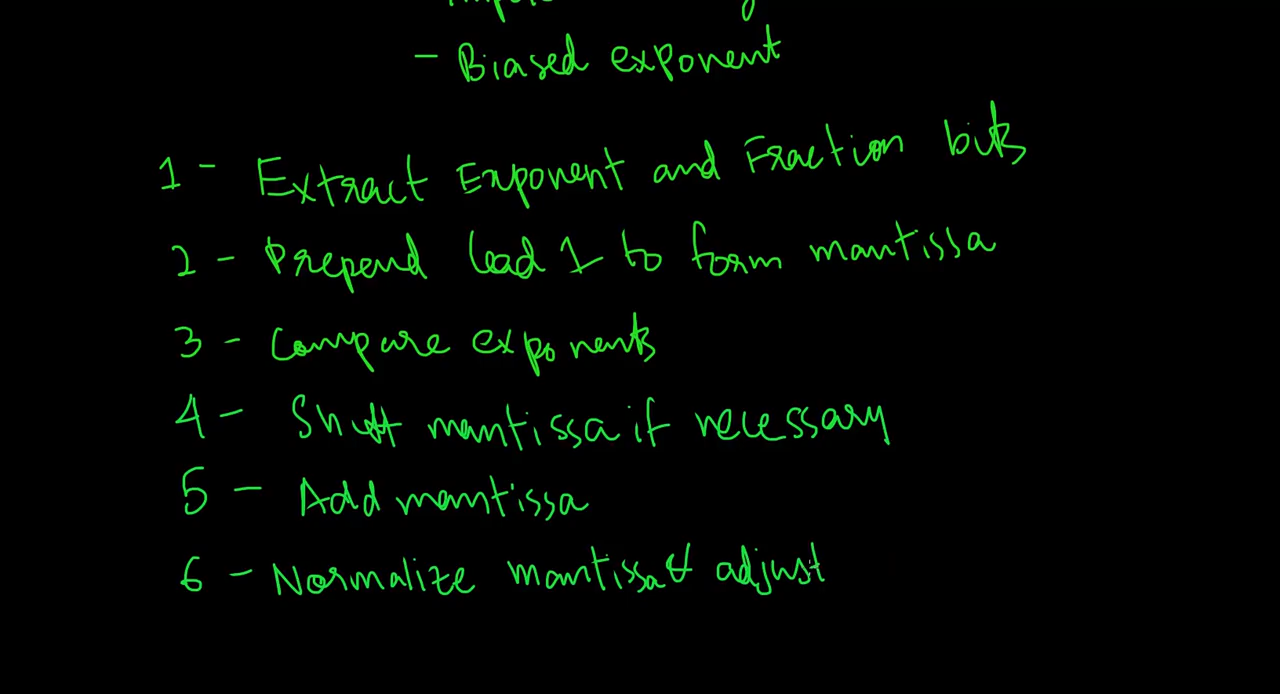 - Biased exponent
1 - Extract Exponent and Fraction bits
2 - Prepend lead 1 to form mantissa
3 - Compare exponents
4 - Shift mantissa if necessary
5 - Add mantissa
6 - Normalize mantissa & adjust